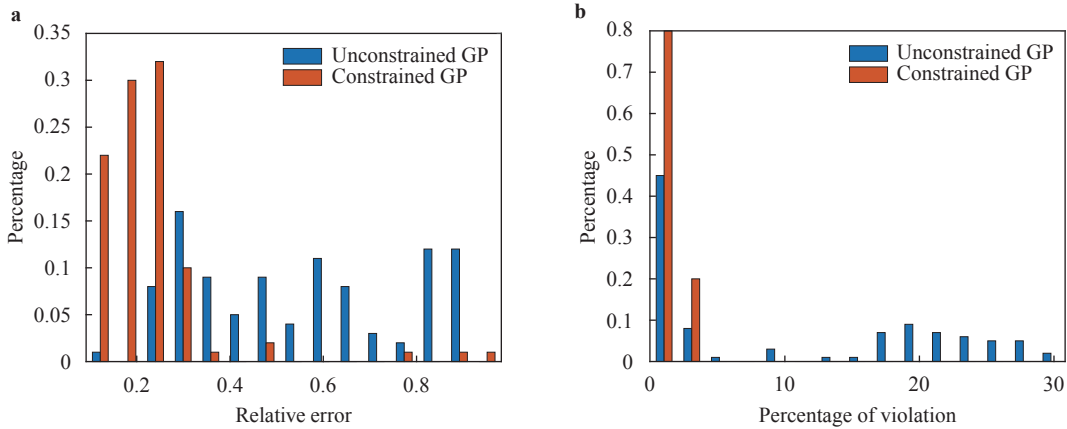 a
0.35
0.3
0.25
0.2
0.15
0.1
0.05
0
Percentage
Unconstrained GP
Constrained GP
0.2
0.4
0.6
0.8
Relative error
b
0.8
0.7
0.6
0.5
0.4
0.3
0.2
0.1
0
Percentage
Unconstrained GP
Constrained GP
0
10
20
30
Percentage of violation